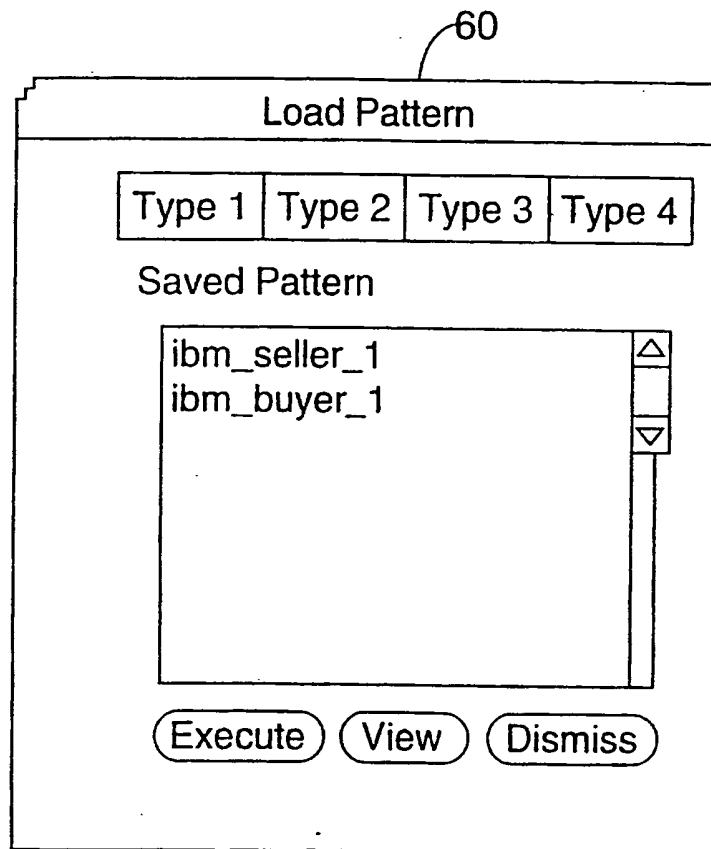 60
Load Pattern
Type 1 Type 2 Type 3 Type 4
Saved Pattern
ibm_seller_1
ibm_buyer_1
Execute View Dismiss